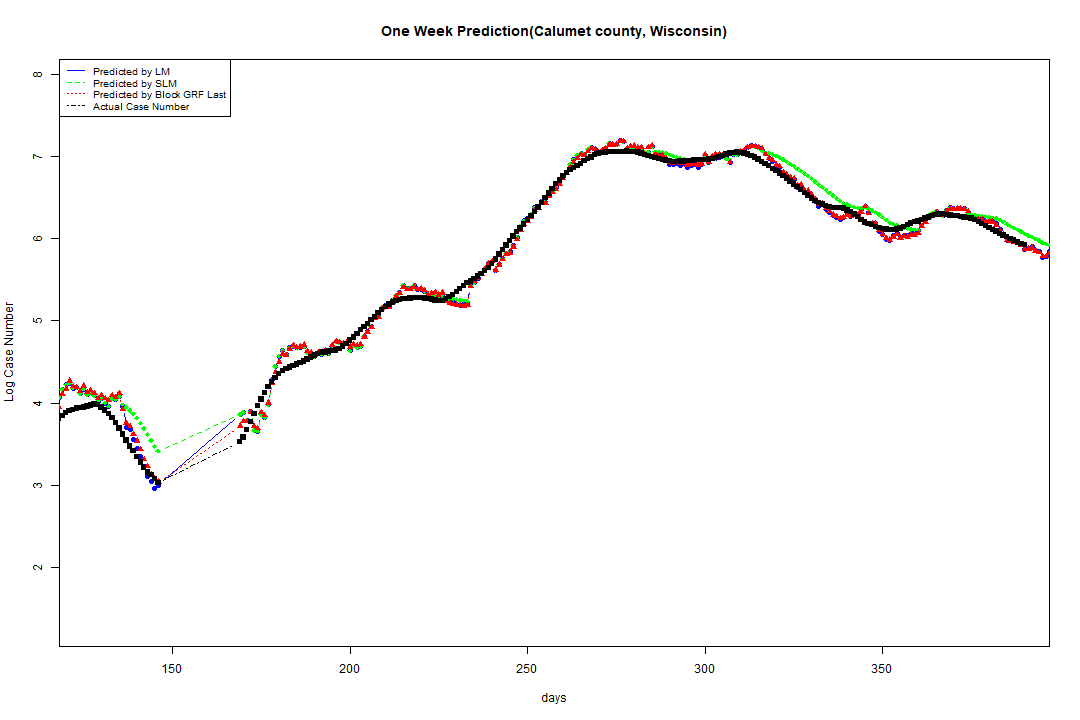 One Week Prediction(Calumet county, Wisconsin)
Predicted by LM
Predicted by SLM
Predicted by Block GRF Last
Actual Case Number
8
7
6
5
4
3
2
Log Case Number
150 200 250 300 350
days